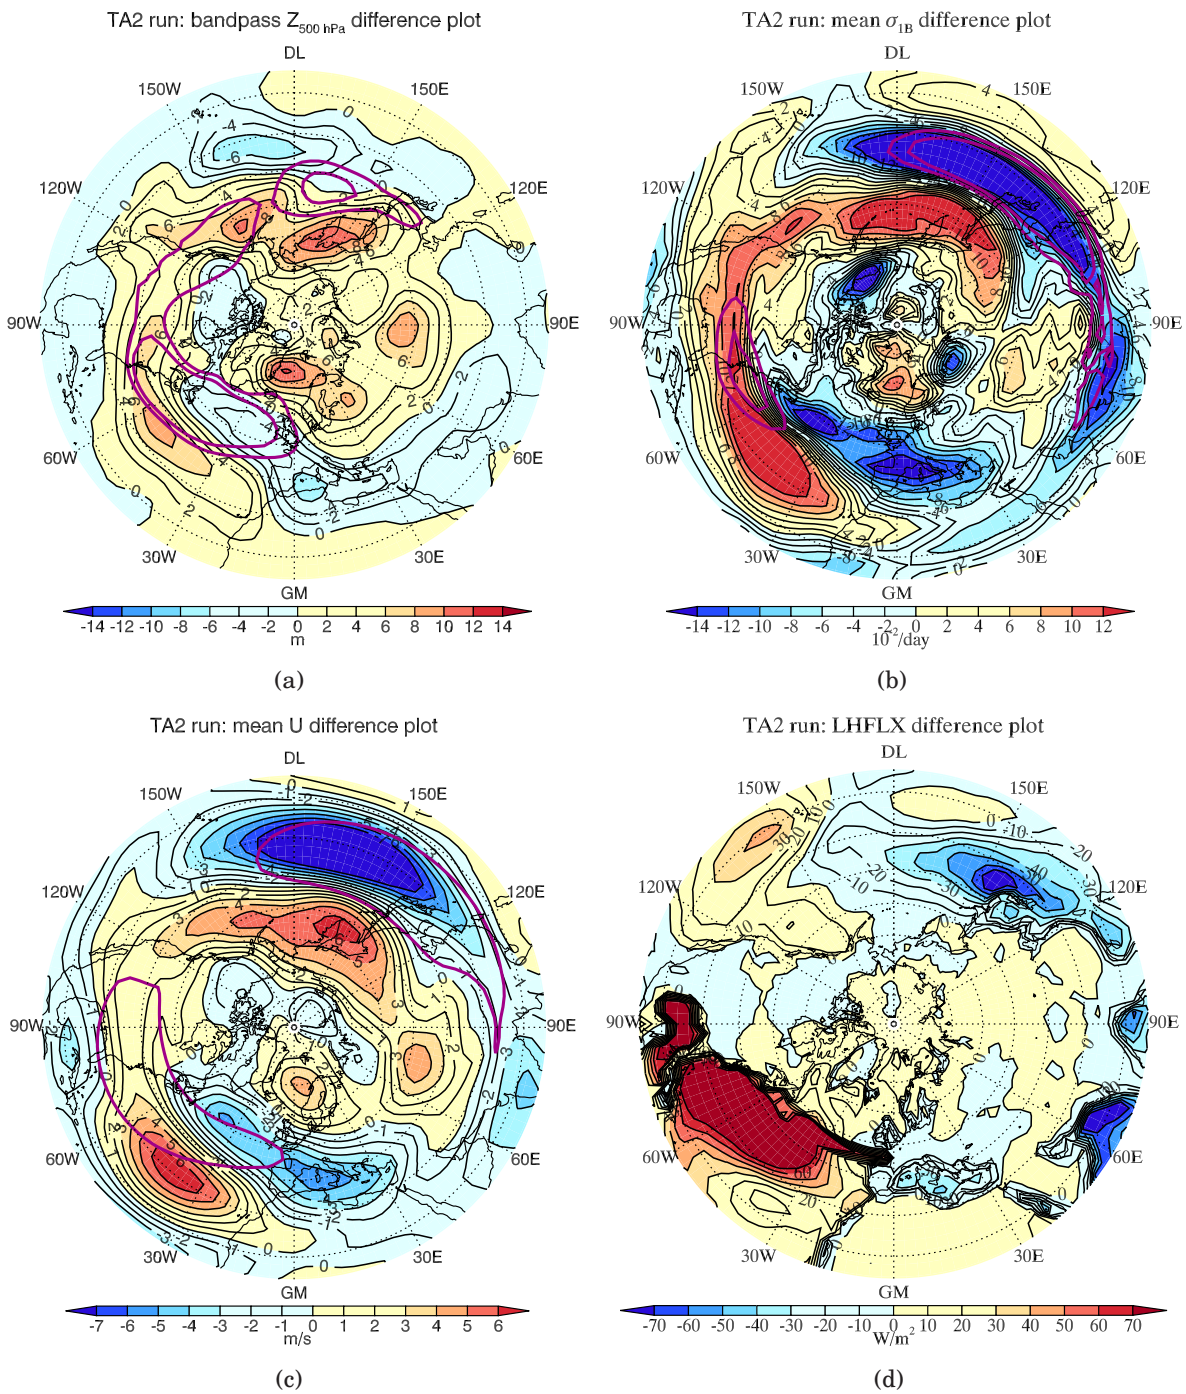 TA2 run: bandpass Z500 hPa difference plot
DL
150W
150E
120W
120E
90W
90E
60W
60E
30W
30E
GM
-14 -12 -10 -8 -6 -4 -2 0 2 4 6 8 10 12 14
m
(a)
TA2 run: mean σ1B difference plot
DL
150W
150E
120W
120E
90W
90E
60W
60E
30W
30E
GM
-14 -12 -10 -8 -6 -4 -2 0 2 4 6 8 10 12
10⁻²/day
(b)
TA2 run: mean U difference plot
DL
150W
150E
120W
120E
90W
90E
60W
60E
30W
30E
GM
-7 -6 -5 -4 -3 -2 -1 0 1 2 3 4 5 6
m/s
(c)
TA2 run: LHFLX difference plot
DL
150W
150E
120W
120E
90W
90E
60W
60E
30W
30E
GM
-70 -60 -50 -40 -30 -20 -10 0 10 20 30 40 50 60 70
W/m²
(d)